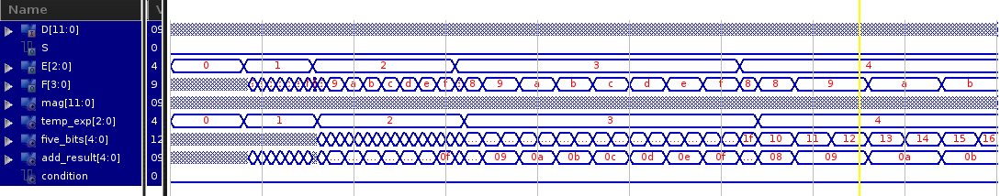 Name V
D[11:0] 09
S 0
E[2:0] 4 0 1 2 3 4
F[3:0] 9 9 a b c d e f 8 9 a b c d e f 8 8 9 a b
mag[11:0] 09
temp_exp[2:0] 4 0 1 2 3 4
five_bits[4:0] 12 ... ... ... ... ... ... ... ... ... 1f 10 11 12 13 14 15 16
add_result[4:0] 09 ... ... ... ... ... ... 0f ... ... 09 0a 0b 0c 0d 0e 0f ... 08 09 0a 0b
condition 0